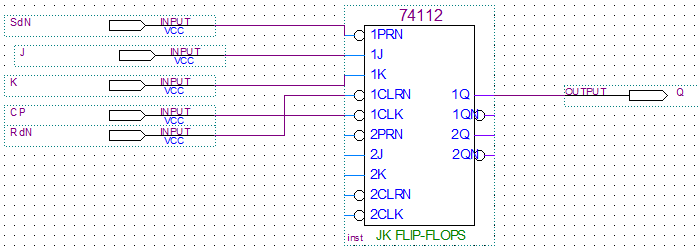 SdN INPUT VCC
J INPUT VCC
K INPUT VCC
CP INPUT VCC
RdN INPUT VCC
74112
1PRN
1J
1K
1CLRN 1Q
1CLK 1QN
2PRN 2Q
2J 2QN
2K
2CLRN
2CLK
inst JK FLIP-FLOPS
OUTPUT Q